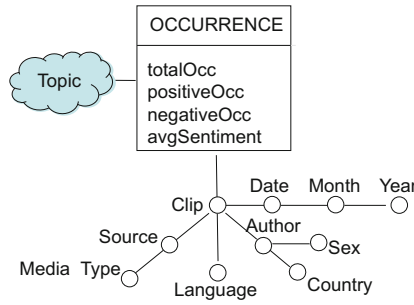 OCCURRENCE
Topic
totalOcc
positiveOcc
negativeOcc
avgSentiment
Clip
Date Month Year
Source
Author
Sex
Media Type
Language
Country